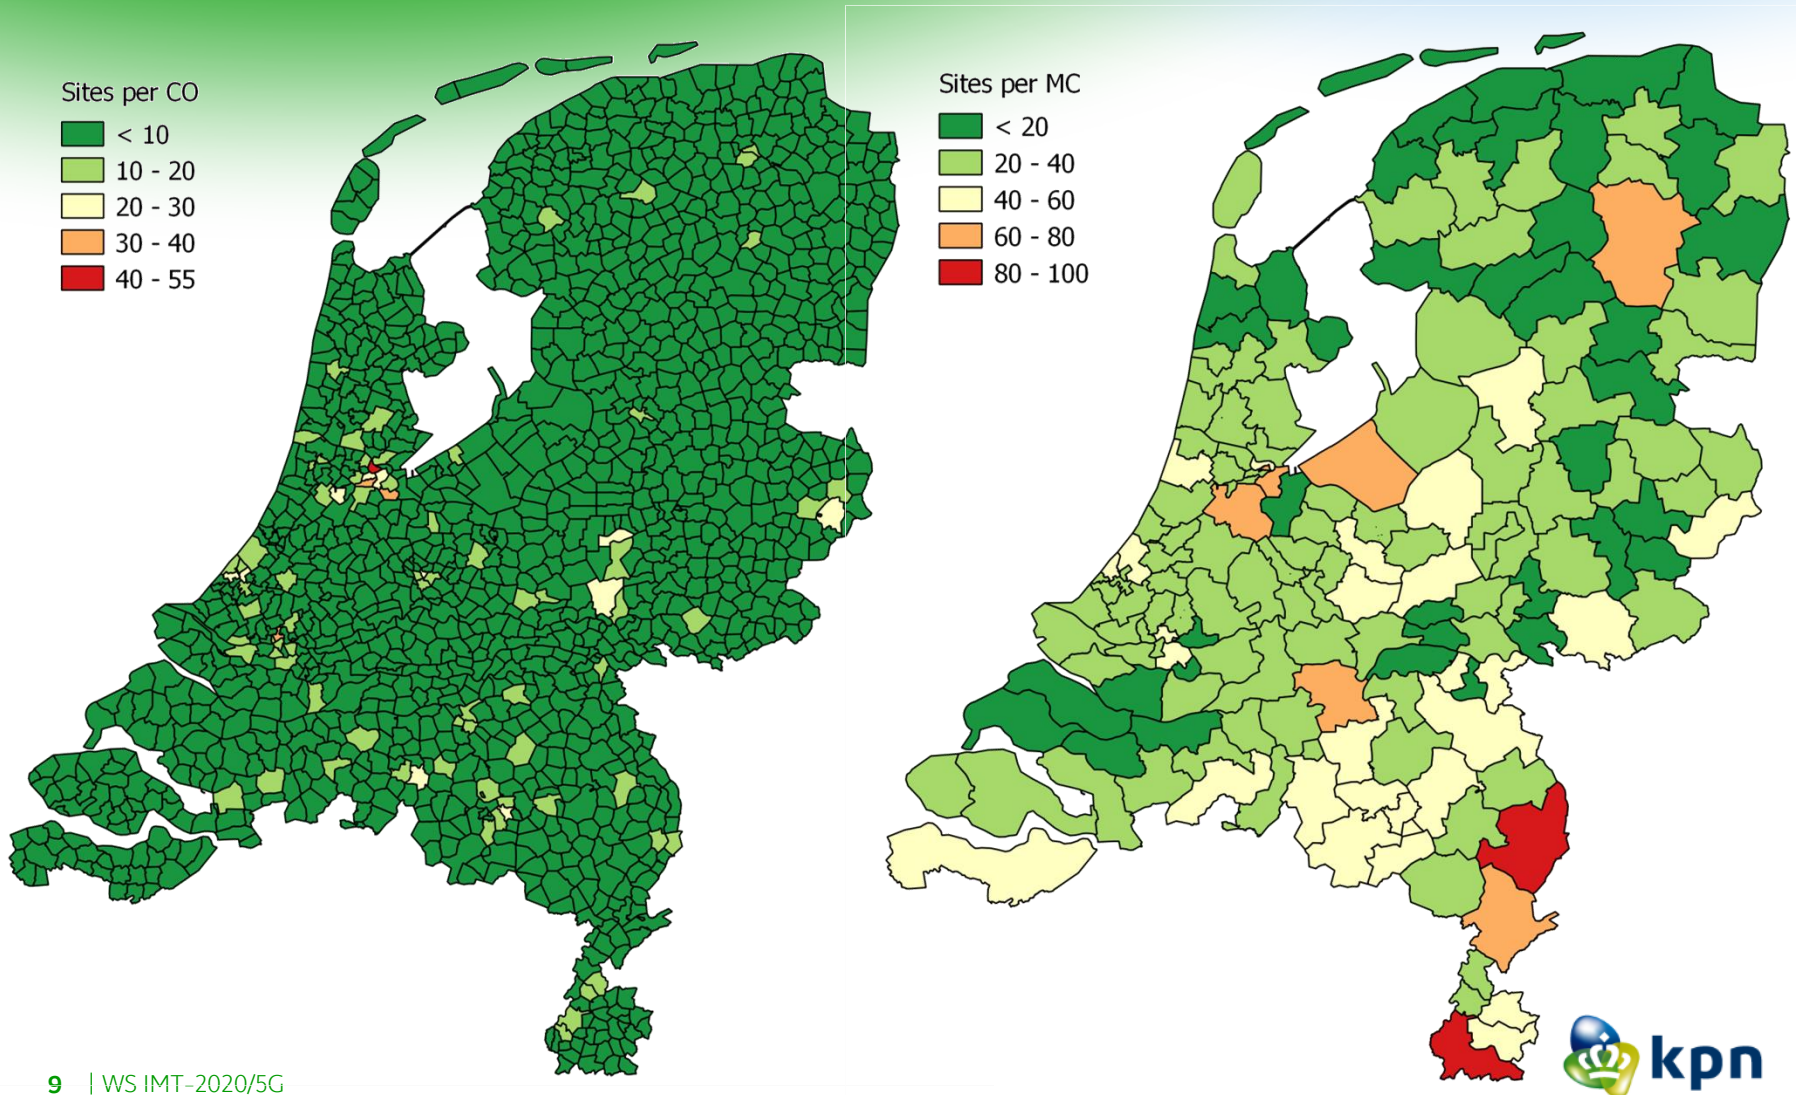 Sites per CO
< 10
10 - 20
20 - 30
30 - 40
40 - 55
Sites per MC
< 20
20 - 40
40 - 60
60 - 80
80 - 100
9 | WS IMT-2020/5G
kpn